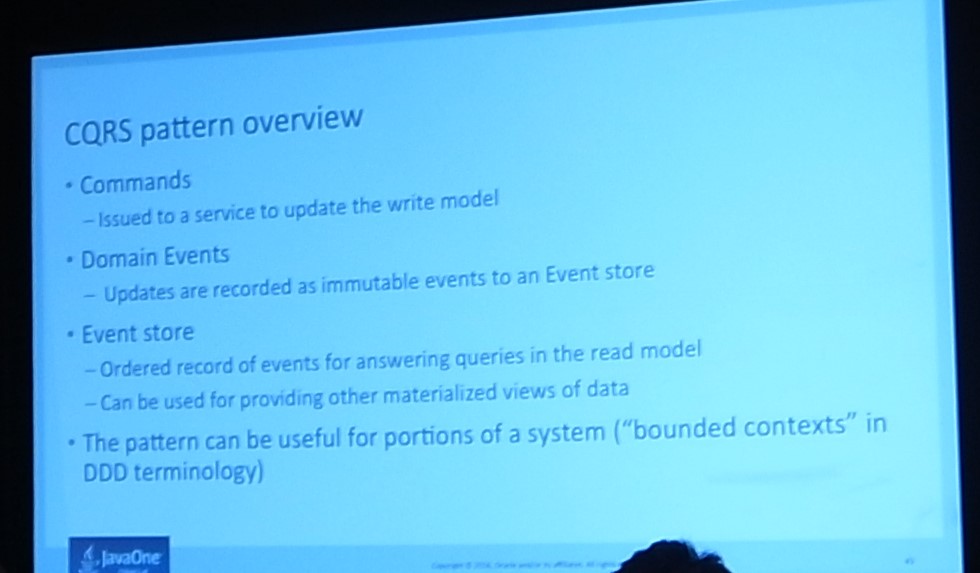 CQRS pattern overview
• Commands
– Issued to a service to update the write model
• Domain Events
– Updates are recorded as immutable events to an Event store
• Event store
– Ordered record of events for answering queries in the read model
– Can be used for providing other materialized views of data
• The pattern can be useful for portions of a system (“bounded contexts” in
DDD terminology)
JavaOne